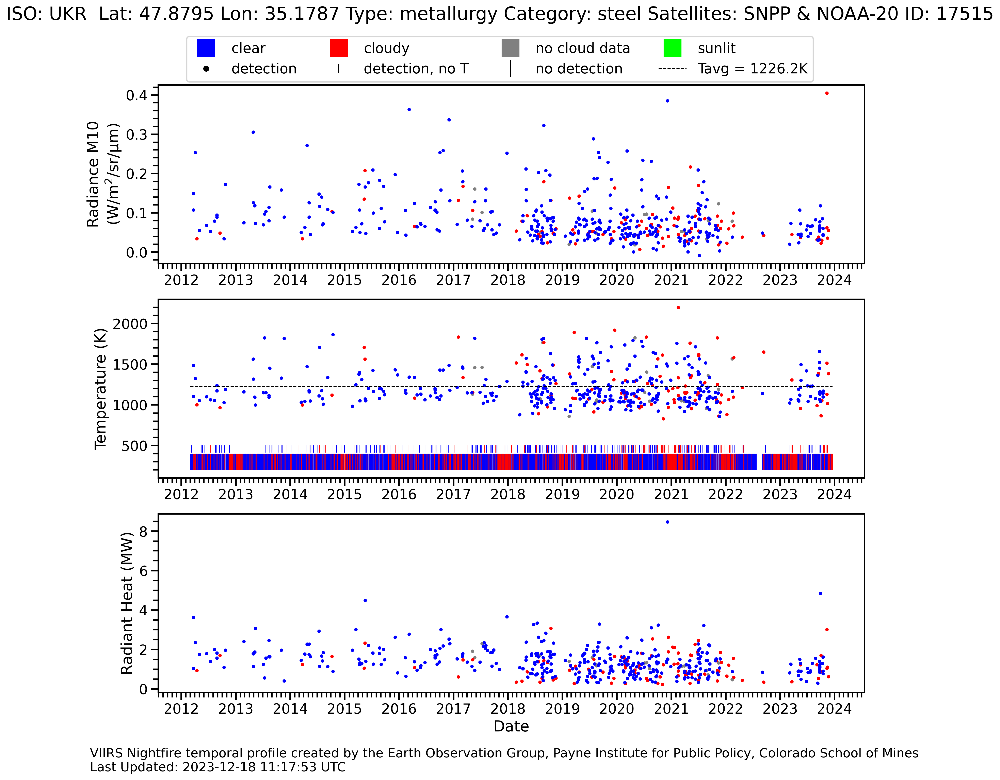 ISO: UKR  Lat: 47.8795 Lon: 35.1787 Type: metallurgy Category: steel Satellites: SNPP & NOAA-20 ID: 17515
clear cloudy no cloud data sunlit
detection detection, no T no detection Tavg = 1226.2K
Radiance M10
(W/m²/sr/μm)
0.4
0.3
0.2
0.1
0.0
2012 2013 2014 2015 2016 2017 2018 2019 2020 2021 2022 2023 2024
Temperature (K)
2000
1500
1000
500
2012 2013 2014 2015 2016 2017 2018 2019 2020 2021 2022 2023 2024
Radiant Heat (MW)
8
6
4
2
0
2012 2013 2014 2015 2016 2017 2018 2019 2020 2021 2022 2023 2024
Date
VIIRS Nightfire temporal profile created by the Earth Observation Group, Payne Institute for Public Policy, Colorado School of Mines
Last Updated: 2023-12-18 11:17:53 UTC